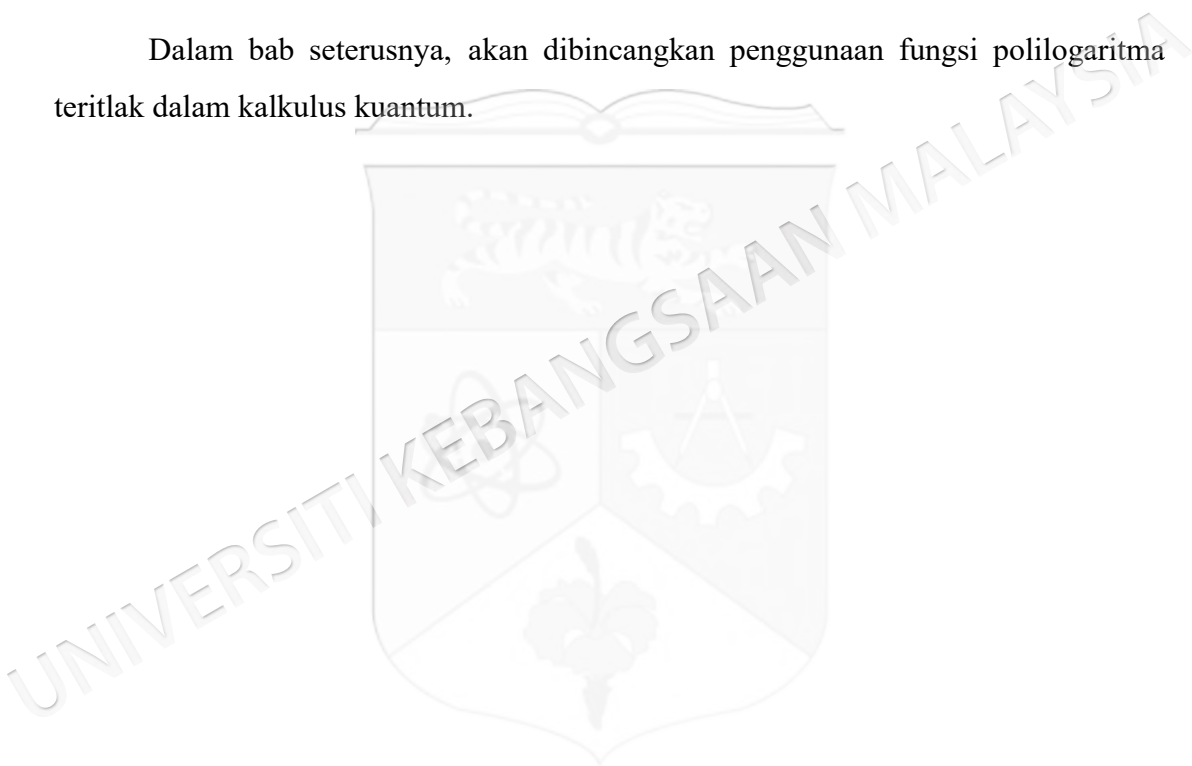 Dalam bab seterusnya, akan dibincangkan penggunaan fungsi polilogaritma
teritlak dalam kalkulus kuantum.
UNIVERSITI KEBANGSAAN MALAYSIA